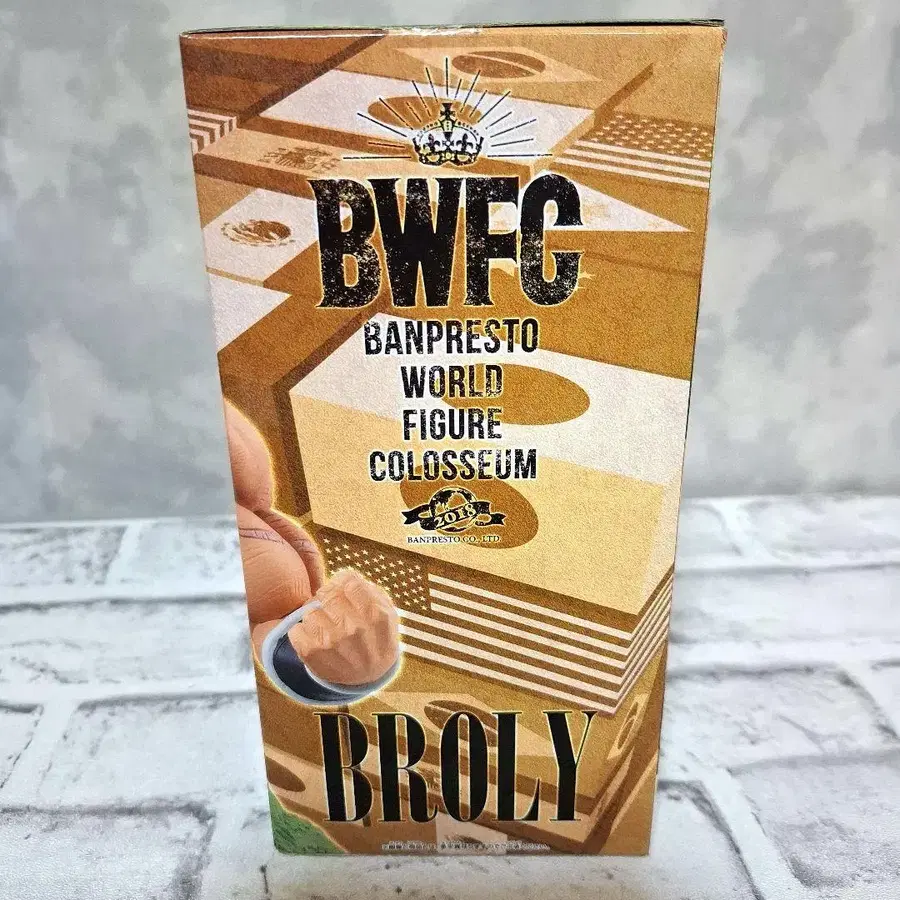 BWFC
BANPRESTO
WORLD
FIGURE
COLOSSEUM
2018
BANPRESTO CO., LTD
BROLY